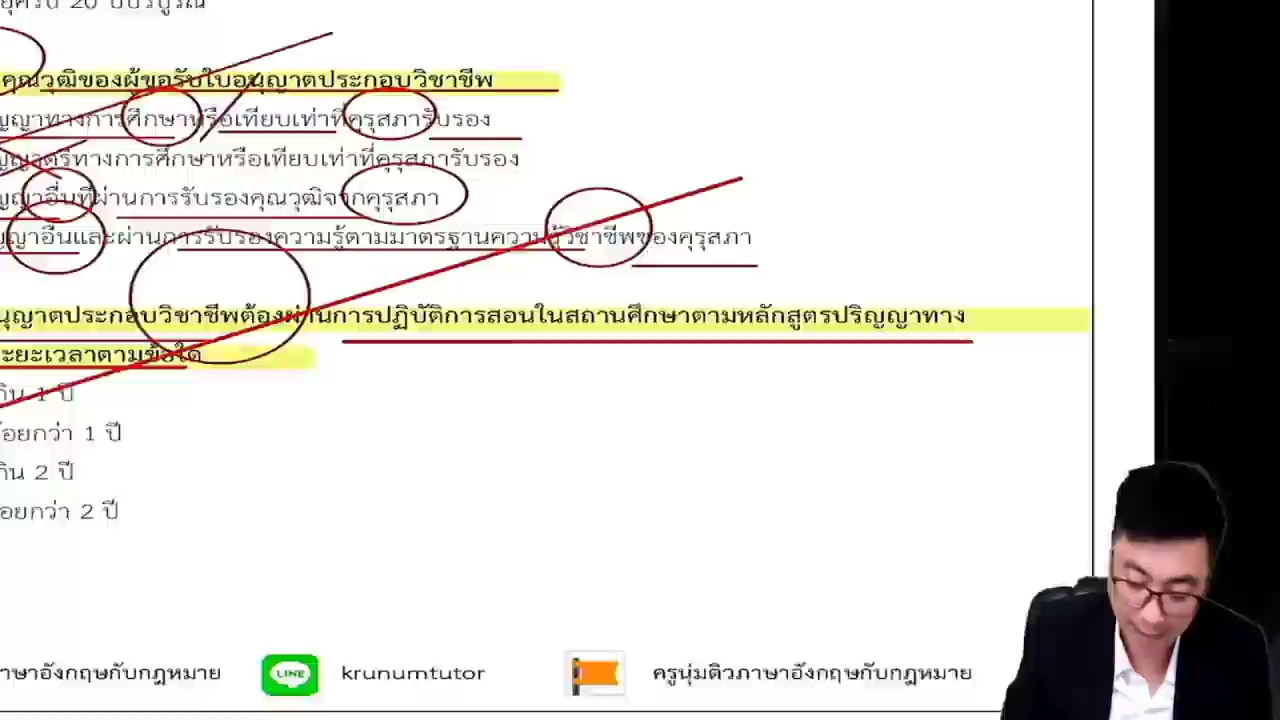 ยุครบ 20 ปีบริบูรณ์
คุณวุฒิของผู้ขอรับใบอนุญาตประกอบวิชาชีพ
ญญาทางการศึกษาหรือเทียบเท่าที่คุรุสภารับรอง
ญญาตรีทางการศึกษาหรือเทียบเท่าที่คุรุสภารับรอง
ญญาอื่นที่ผ่านการรับรองคุณวุฒิจากคุรุสภา
ญญาอื่นและผ่านการรับรองความรู้ตามมาตรฐานความรู้วิชาชีพของคุรุสภา
นุญาตประกอบวิชาชีพต้องผ่านการปฏิบัติการสอนในสถานศึกษาตามหลักสูตรปริญญาทาง
ระยะเวลาตามข้อใด
กิน 1 ปี
้อยกว่า 1 ปี
กิน 2 ปี
้อยกว่า 2 ปี
าษาอังกฤษกับกฎหมาย LINE krunumtutor ครูนุ่มติวภาษาอังกฤษกับกฎหมาย